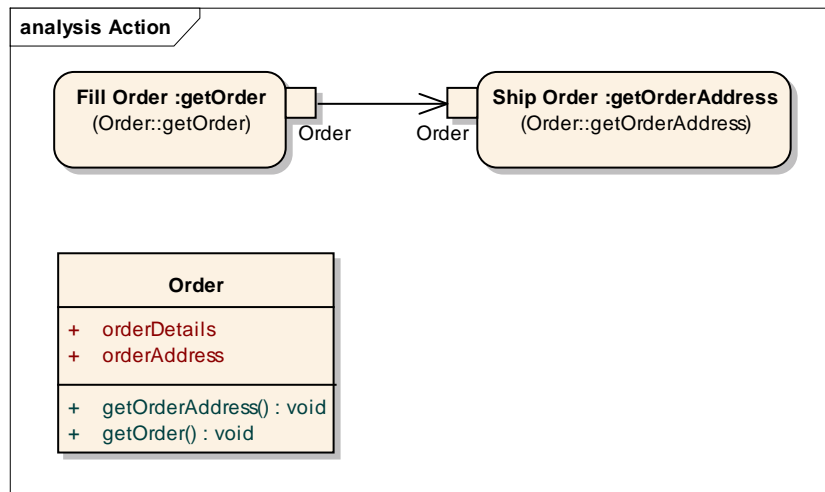 analysis Action
Fill Order :getOrder
(Order::getOrder)
Order
Order
Ship Order :getOrderAddress
(Order::getOrderAddress)
Order
+ orderDetails
+ orderAddress
+ getOrderAddress() : void
+ getOrder() : void